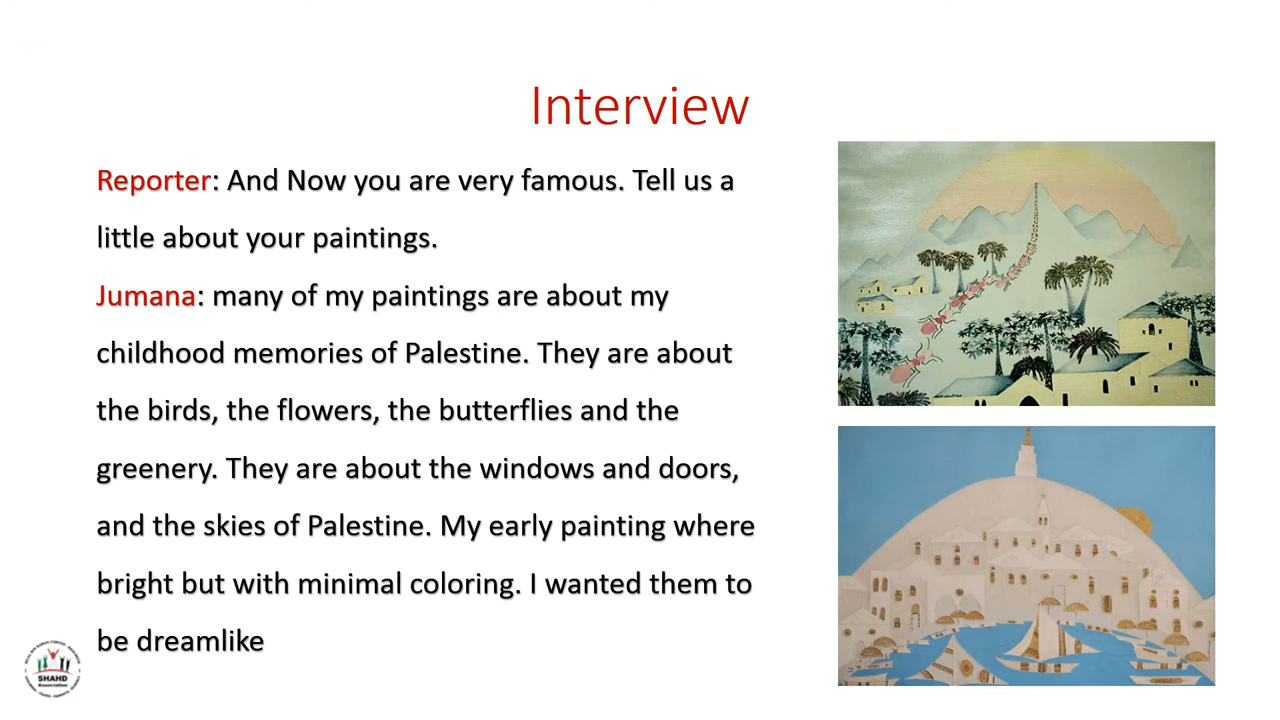 Interview
Reporter: And Now you are very famous. Tell us a
little about your paintings.
Jumana: many of my paintings are about my
childhood memories of Palestine. They are about
the birds, the flowers, the butterflies and the
greenery. They are about the windows and doors,
and the skies of Palestine. My early painting where
bright but with minimal coloring. I wanted them to
be dreamlike
SHAHD
Association